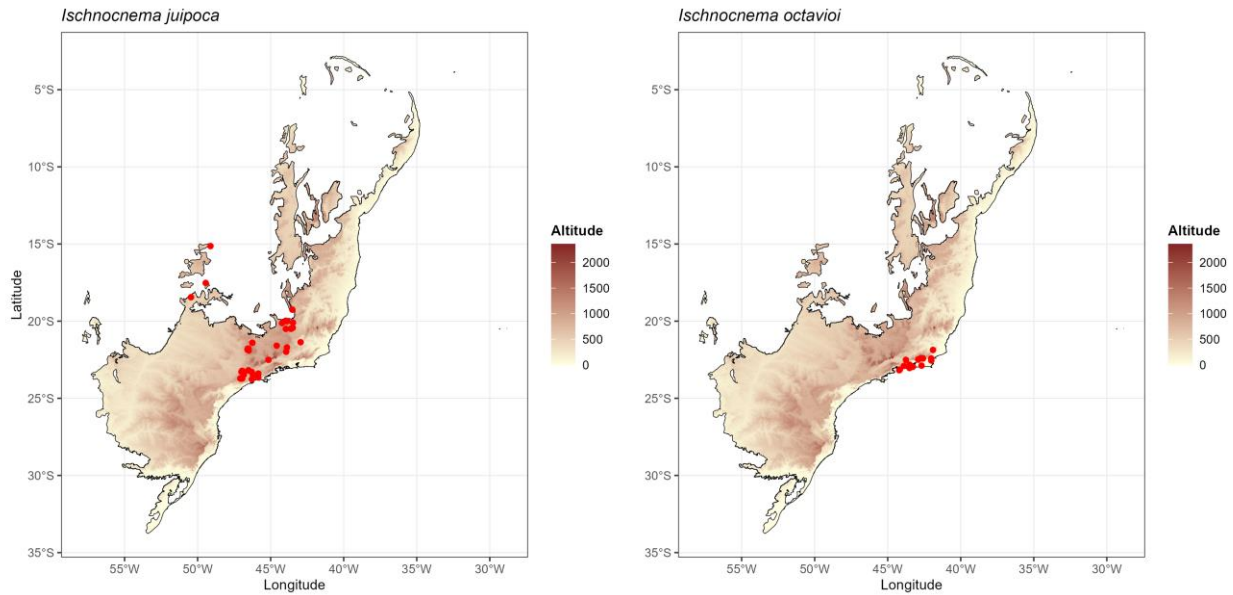 Ischnocnema juipoca
5°S
10°S
15°S
20°S
25°S
30°S
35°S
Latitude
55°W 50°W 45°W 40°W 35°W 30°W
Longitude
Altitude
2000
1500
1000
500
0
Ischnocnema octavioi
5°S
10°S
15°S
20°S
25°S
30°S
35°S
55°W 50°W 45°W 40°W 35°W 30°W
Longitude
Altitude
2000
1500
1000
500
0